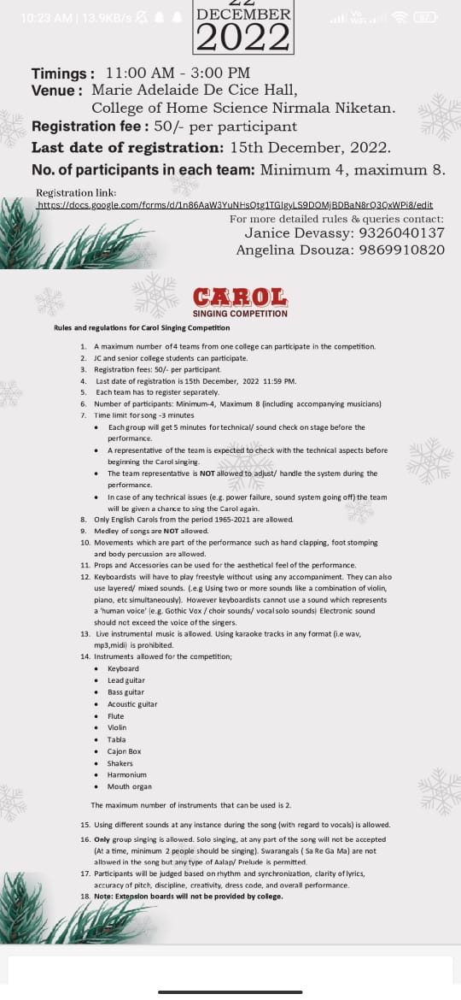 10:23 AM | 13.9KB/s
DECEMBER
2022
Timings : 11:00 AM - 3:00 PM
Venue : Marie Adelaide De Cice Hall,
College of Home Science Nirmala Niketan.
Registration fee : 50/- per participant
Last date of registration: 15th December, 2022.
No. of participants in each team: Minimum 4, maximum 8.
Registration link:
For more detailed rules & queries contact:
Janice Devassy: 9326040137
Angelina Dsouza: 9869910820
CAROL
SINGING COMPETITION
Rules and regulations for Carol Singing Competition
1. A maximum number of 4 teams from one college can participate in the competition.
2. JC and senior college students can participate.
3. Registration fees: 50/- per participant.
4. Last date of registration is 15th December, 2022 11:59 PM.
5. Each team has to register separately.
6. Number of participants: Minimum-4, Maximum 8 (including accompanying musicians)
7. Time limit for song -3 minutes
• Each group will get 5 minutes for technical/ sound check on stage before the
performance.
• A representative of the team is expected to check with the technical aspects before
beginning the Carol singing.
• The team representative is NOT allowed to adjust/ handle the system during the
performance.
• In case of any technical issues (e.g. power failure, sound system going off) the team
will be given a chance to sing the Carol again.
8. Only English Carols from the period 1965-2021 are allowed.
9. Medley of songs are NOT allowed.
10. Movements which are part of the performance such as hand clapping, foot stomping
and body percussion are allowed.
11. Props and Accessories can be used for the aesthetical feel of the performance.
12. Keyboardists will have to play freestyle without using any accompaniment. They can also
use layered/ mixed sounds. (.e.g Using two or more sounds like a combination of violin,
piano, etc simultaneously). However keyboardists cannot use a sound which represents
a 'human voice' (e.g. Gothic Vox / choir sounds/ vocal solo sounds) Electronic sound
should not exceed the voice of the singers.
13. Live instrumental music is allowed. Using karaoke tracks in any format (i.e wav,
mp3,midi) is prohibited.
14. Instruments allowed for the competition;
• Keyboard
• Lead guitar
• Bass guitar
• Acoustic guitar
• Flute
• Violin
• Tabla
• Cajon Box
• Shakers
• Harmonium
• Mouth organ
The maximum number of instruments that can be used is 2.
15. Using different sounds at any instance during the song (with regard to vocals) is allowed.
16. Only group singing is allowed. Solo singing, at any part of the song will not be accepted
(At a time, minimum 2 people should be singing). Swarangals ( Sa Re Ga Ma) are not
allowed in the song but any type of Aalap/ Prelude is permitted.
17. Participants will be judged based on rhythm and synchronization, clarity of lyrics,
accuracy of pitch, discipline, creativity, dress code, and overall performance.
18. Note: Extension boards will not be provided by college.